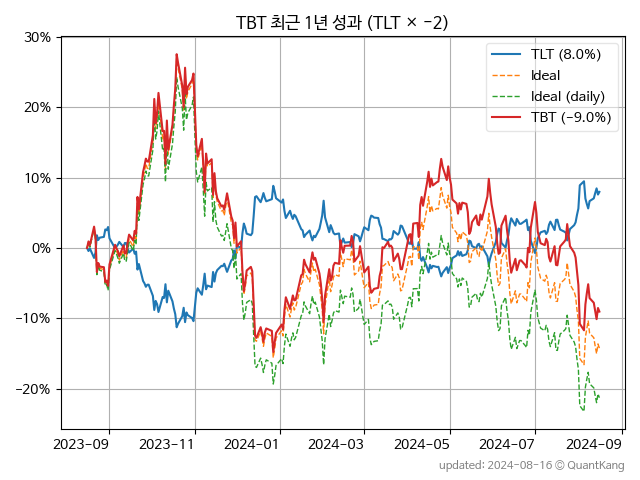 TBT 최근 1년 성과 (TLT × −2)
30%
20%
10%
0%
−10%
−20%
TLT (8.0%)
Ideal
Ideal (daily)
TBT (−9.0%)
2023-09 2023-11 2024-01 2024-03 2024-05 2024-07 2024-09
updated: 2024-08-16 © QuantKang